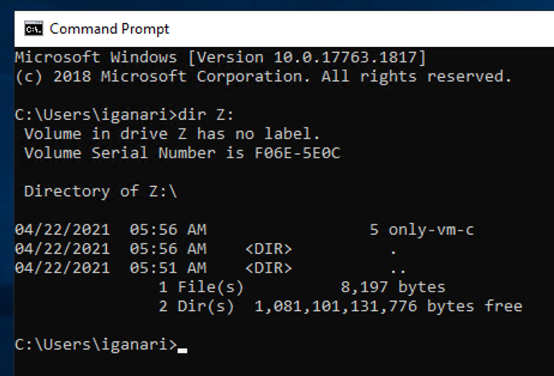 Command Prompt
Microsoft Windows [Version 10.0.17763.1817]
(c) 2018 Microsoft Corporation. All rights reserved.
C:\Users\iganari>dir Z:
Volume in drive Z has no label.
Volume Serial Number is F06E-5E0C
Directory of Z:\
04/22/2021  05:56 AM                 5 only-vm-c
04/22/2021  05:56 AM    <DIR>          .
04/22/2021  05:51 AM    <DIR>          ..
1 File(s)          8,197 bytes
2 Dir(s)  1,081,101,131,776 bytes free
C:\Users\iganari>